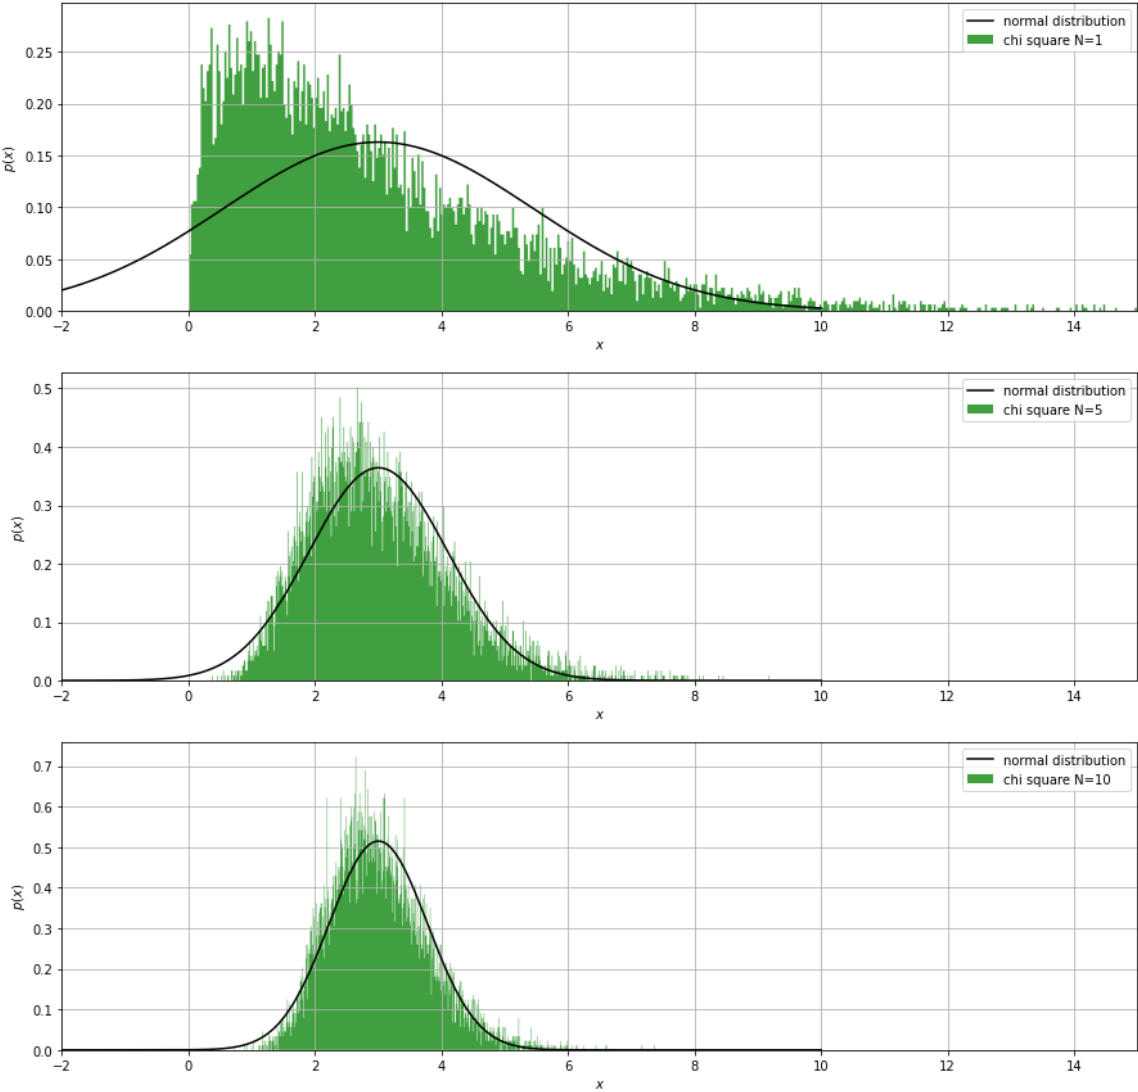 normal distribution
chi square N=1
0.25
0.20
0.15
0.10
0.05
0.00
p(x)
−2 0 2 4 6 8 10 12 14
x
normal distribution
chi square N=5
0.5
0.4
0.3
0.2
0.1
0.0
p(x)
−2 0 2 4 6 8 10 12 14
x
normal distribution
chi square N=10
0.7
0.6
0.5
0.4
0.3
0.2
0.1
0.0
p(x)
−2 0 2 4 6 8 10 12 14
x